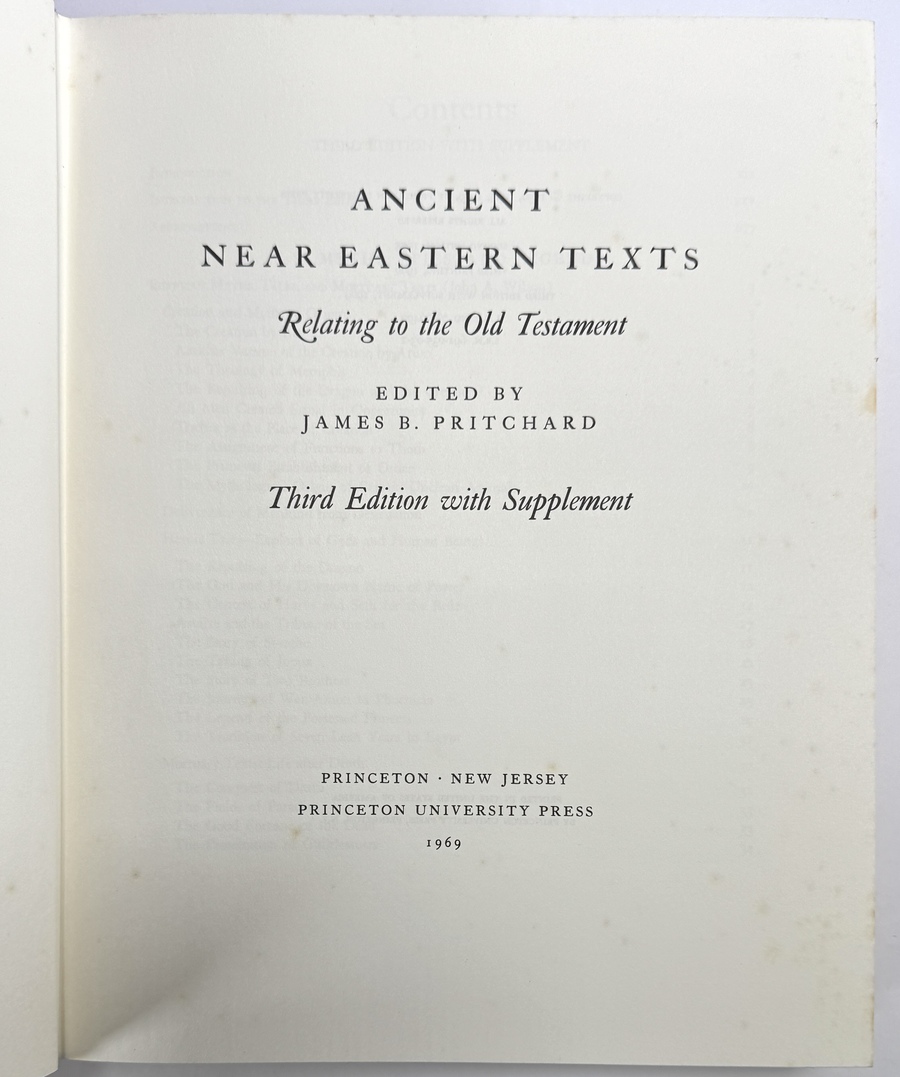 ANCIENT
NEAR EASTERN TEXTS
Relating to the Old Testament
EDITED BY
JAMES B. PRITCHARD
Third Edition with Supplement
PRINCETON · NEW JERSEY
PRINCETON UNIVERSITY PRESS
1969